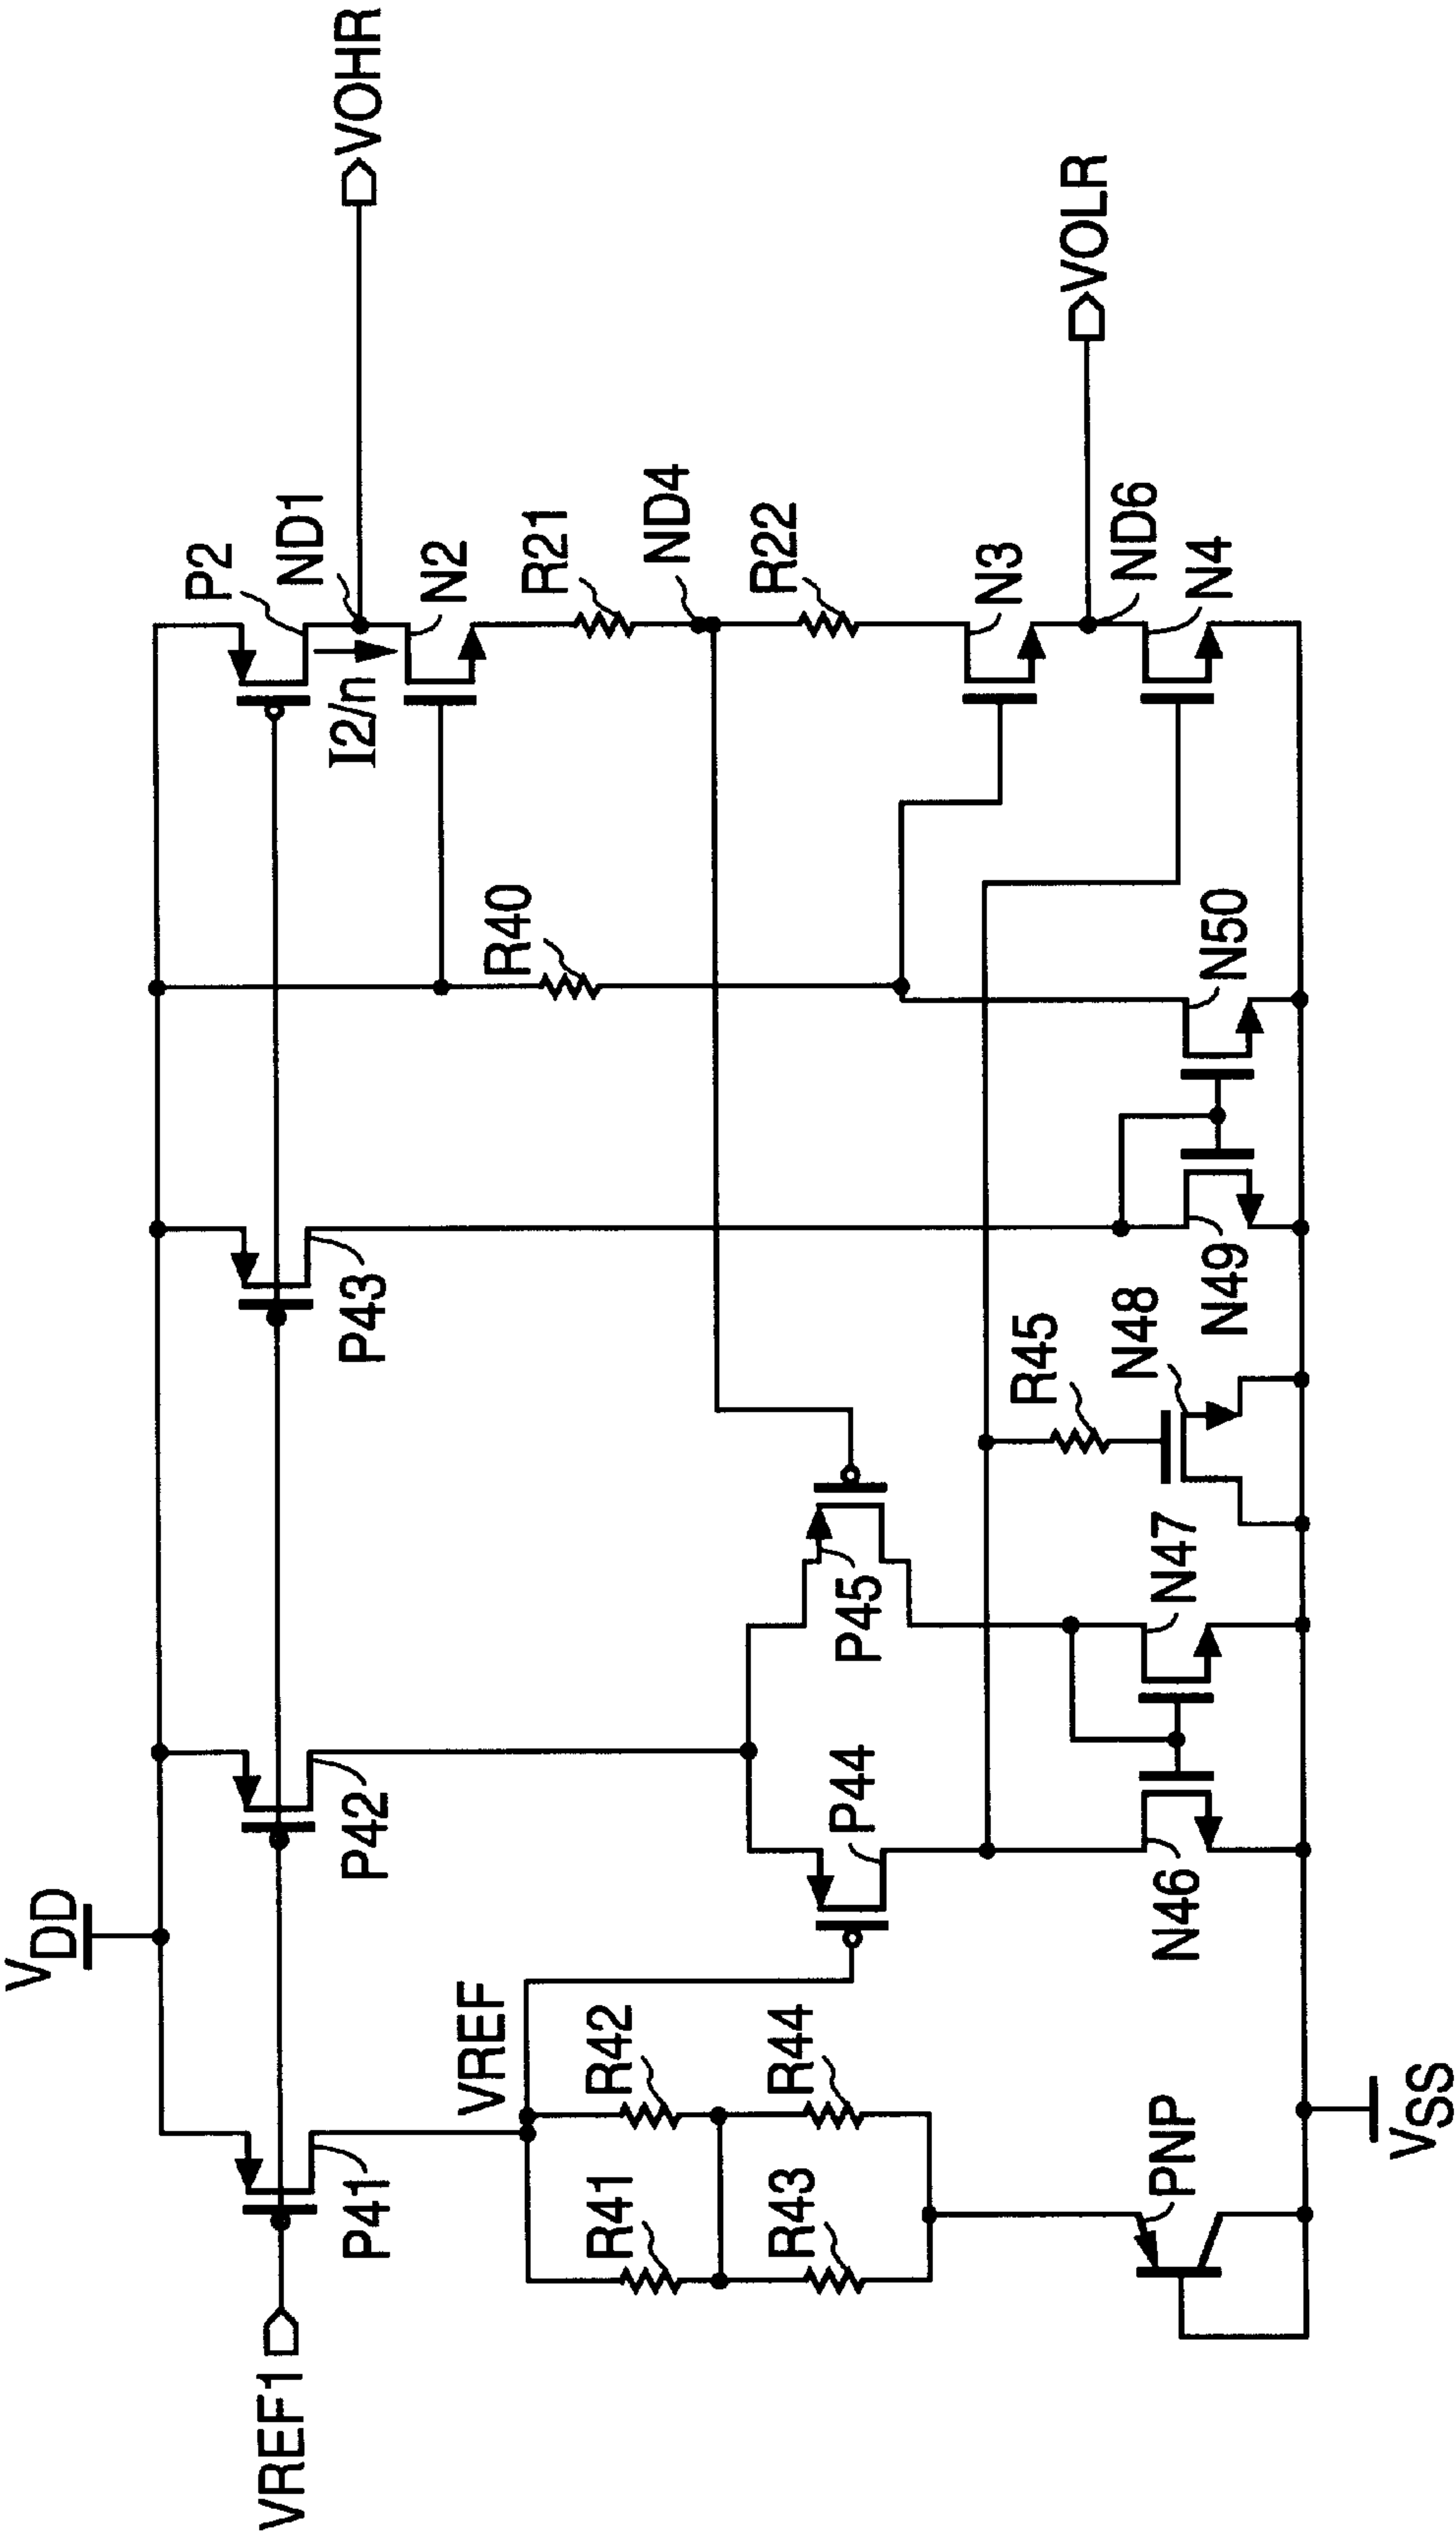 VDD
VREF1
P41
P42
P43
P2
ND1
VOHR
I2/n
N2
VREF
R40
R21
R41
R42
ND4
R43
R44
P44
P45
R22
R45
N3
VOLR
PNP
N46
N47
N48
N49
N50
ND6
N4
VSS